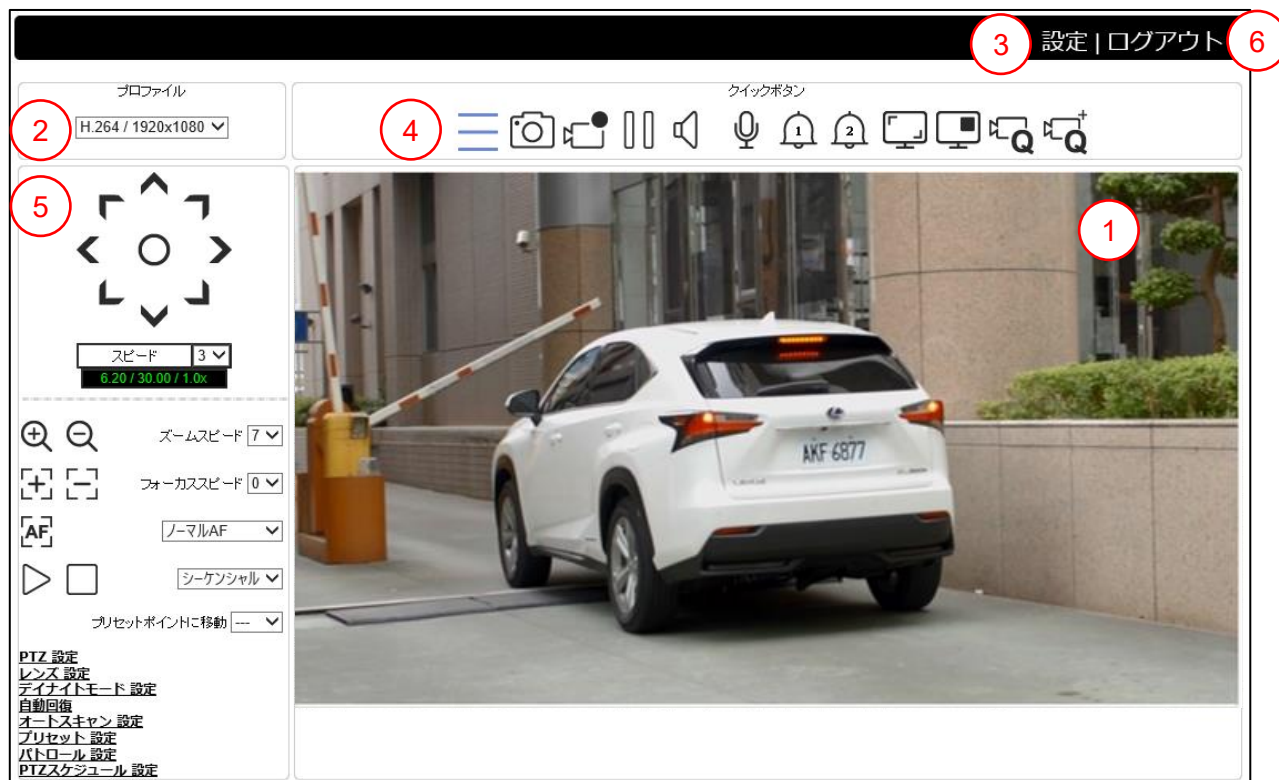 3 設定 | ログアウト 6
プロファイル
クイックボタン
2 H.264 / 1920x1080
4 1 2 Q Q+
5
1
スピード 3
6.20 / 30.00 / 1.0x
ズームスピード 7
フォーカススピード 0
AF ノーマルAF
シーケンシャル
プリセットポイントに移動 ---
AKF 6877
LEXUS
PTZ 設定
レンズ 設定
デイナイトモード 設定
自動回復
オートスキャン 設定
プリセット 設定
パトロール 設定
PTZスケジュール 設定